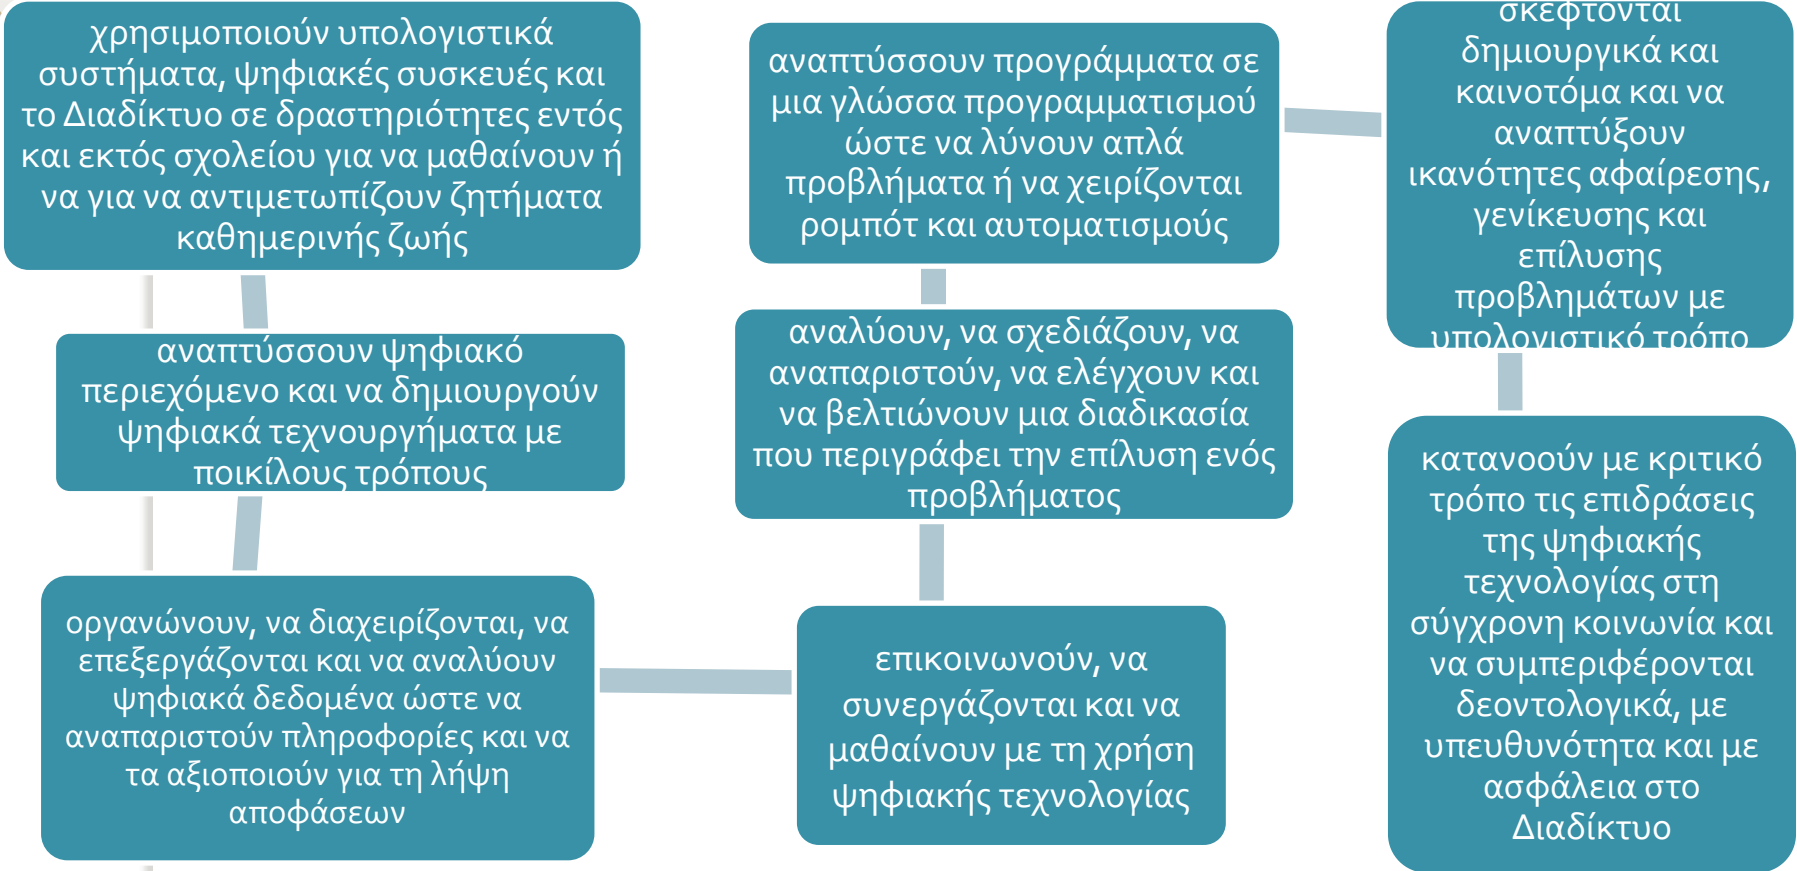 χρησιμοποιούν υπολογιστικά
συστήματα, ψηφιακές συσκευές και
το Διαδίκτυο σε δραστηριότητες εντός
και εκτός σχολείου για να μαθαίνουν ή
να για να αντιμετωπίζουν ζητήματα
καθημερινής ζωής
αναπτύσσουν ψηφιακό
περιεχόμενο και να δημιουργούν
ψηφιακά τεχνουργήματα με
ποικίλους τρόπους
οργανώνουν, να διαχειρίζονται, να
επεξεργάζονται και να αναλύουν
ψηφιακά δεδομένα ώστε να
αναπαριστούν πληροφορίες και να
τα αξιοποιούν για τη λήψη
αποφάσεων
επικοινωνούν, να
συνεργάζονται και να
μαθαίνουν με τη χρήση
ψηφιακής τεχνολογίας
αναλύουν, να σχεδιάζουν, να
αναπαριστούν, να ελέγχουν και
να βελτιώνουν μια διαδικασία
που περιγράφει την επίλυση ενός
προβλήματος
αναπτύσσουν προγράμματα σε
μια γλώσσα προγραμματισμού
ώστε να λύνουν απλά
προβλήματα ή να χειρίζονται
ρομπότ και αυτοματισμούς
σκέφτονται
δημιουργικά και
καινοτόμα και να
αναπτύξουν
ικανότητες αφαίρεσης,
γενίκευσης και
επίλυσης
προβλημάτων με
υπολογιστικό τρόπο
κατανοούν με κριτικό
τρόπο τις επιδράσεις
της ψηφιακής
τεχνολογίας στη
σύγχρονη κοινωνία και
να συμπεριφέρονται
δεοντολογικά, με
υπευθυνότητα και με
ασφάλεια στο
Διαδίκτυο